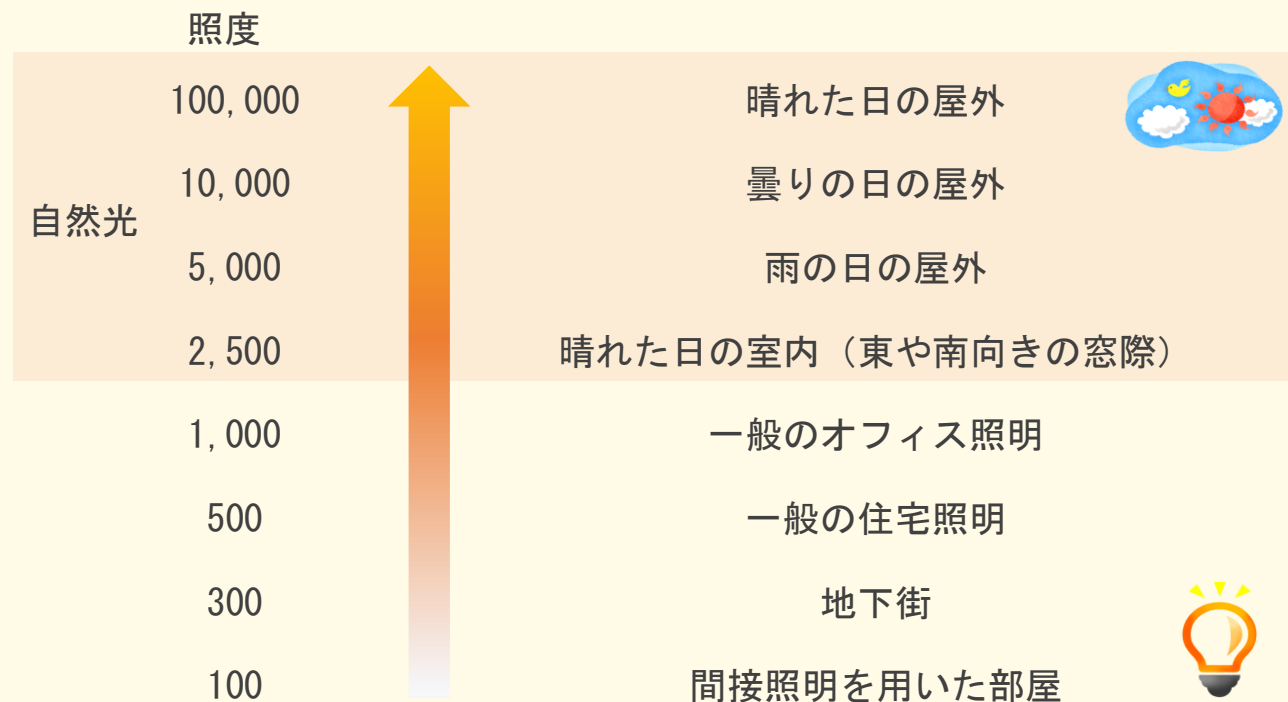 照度
100,000 晴れた日の屋外
10,000 曇りの日の屋外
自然光
5,000 雨の日の屋外
2,500 晴れた日の室内（東や南向きの窓際）
1,000 一般のオフィス照明
500 一般の住宅照明
300 地下街
100 間接照明を用いた部屋